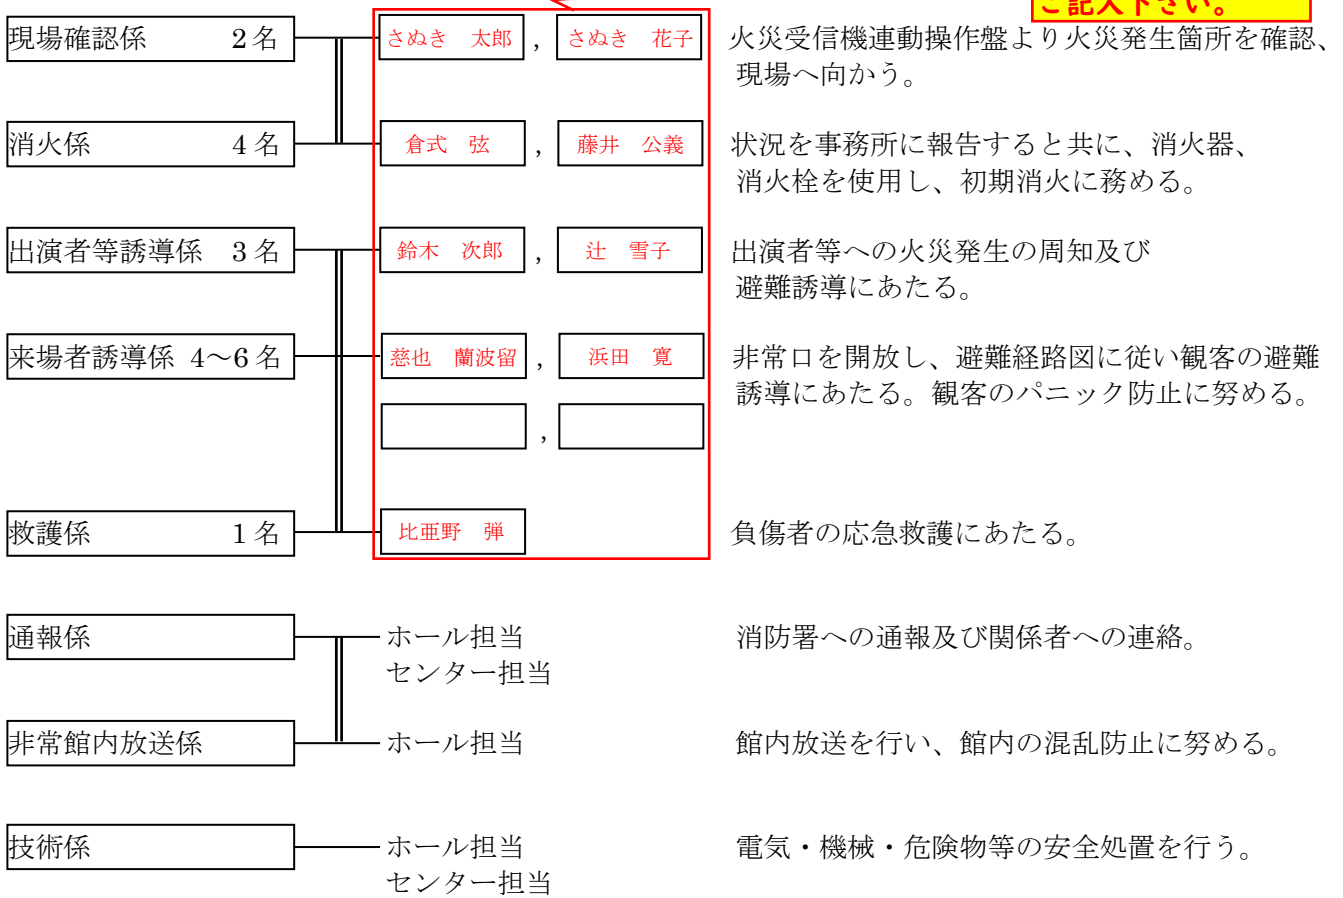 ご記入下さい。
現場確認係 2名 さぬき 太郎 , さぬき 花子 火災受信機連動操作盤より火災発生箇所を確認、
現場へ向かう。
消火係 4名 倉式 弦 , 藤井 公義 状況を事務所に報告すると共に、消火器、
消火栓を使用し、初期消火に務める。
出演者等誘導係 3名 鈴木 次郎 , 辻 雪子 出演者等への火災発生の周知及び
避難誘導にあたる。
来場者誘導係 4～6名 慈也 蘭波留 , 浜田 寛 非常口を開放し、避難経路図に従い観客の避難
誘導にあたる。観客のパニック防止に努める。
,
救護係 1名 比亜野 弾 負傷者の応急救護にあたる。
通報係 ホール担当 消防署への通報及び関係者への連絡。
センター担当
非常館内放送係 ホール担当 館内放送を行い、館内の混乱防止に努める。
技術係 ホール担当 電気・機械・危険物等の安全処置を行う。
センター担当